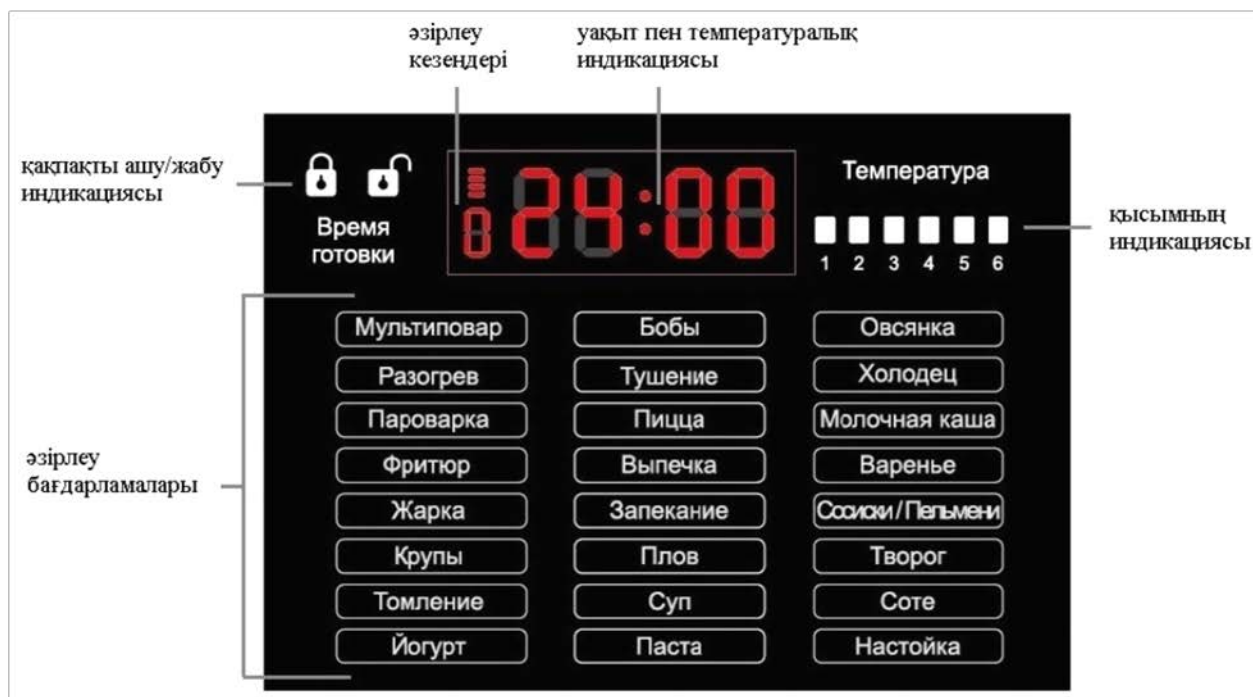 әзірлеу
кезеңдері
уақыт пен температуралық
индикациясы
қақпақты ашу/жабу
индикациясы
Время
готовки
0 24:00
Температура
1 2 3 4 5 6
қысымның
индикациясы
әзірлеу
бағдарламалары
Мультиповар Бобы Овсянка
Разогрев Тушение Холодец
Пароварка Пицца Молочная каша
Фритюр Выпечка Варенье
Жарка Запекание Сосиски / Пельмени
Крупы Плов Творог
Томление Суп Соте
Йогурт Паста Настойка